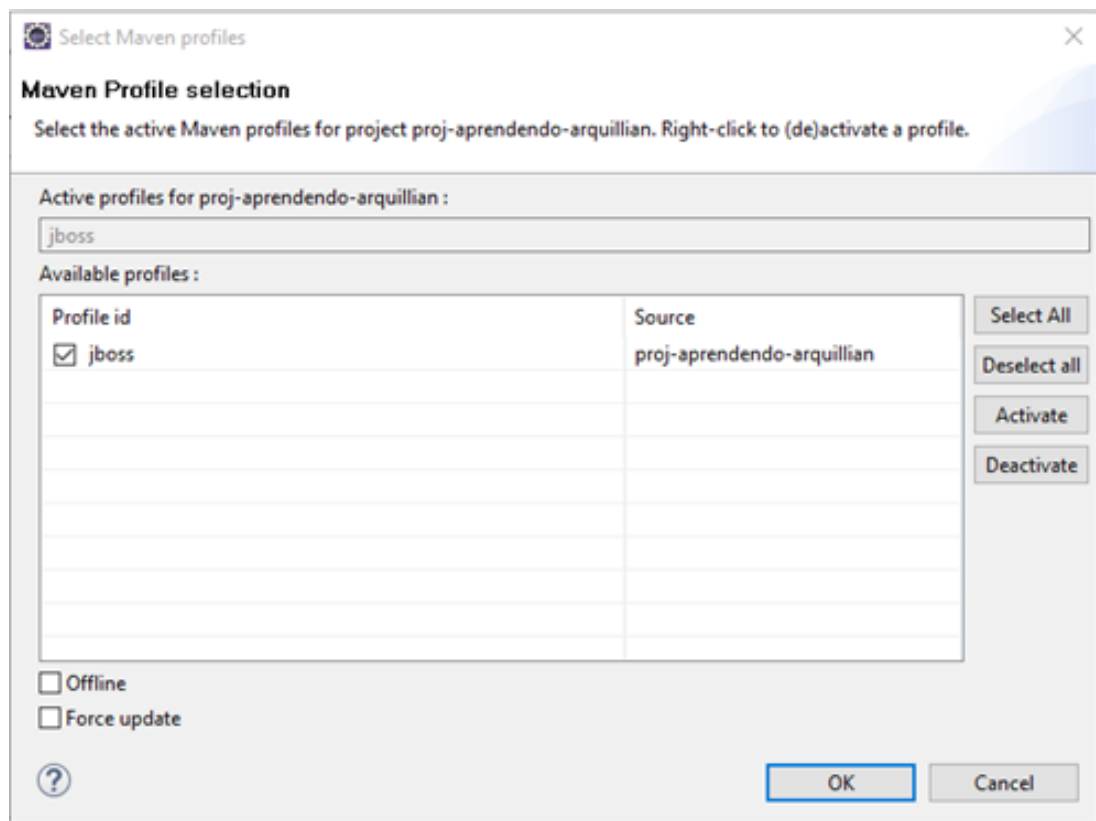 Select Maven profiles
Maven Profile selection
Select the active Maven profiles for project proj-aprendendo-arquillian. Right-click to (de)activate a profile.
Active profiles for proj-aprendendo-arquillian :
jboss
Available profiles :
Profile id Source
jboss proj-aprendendo-arquillian
Select All
Deselect all
Activate
Deactivate
Offline
Force update
? OK Cancel